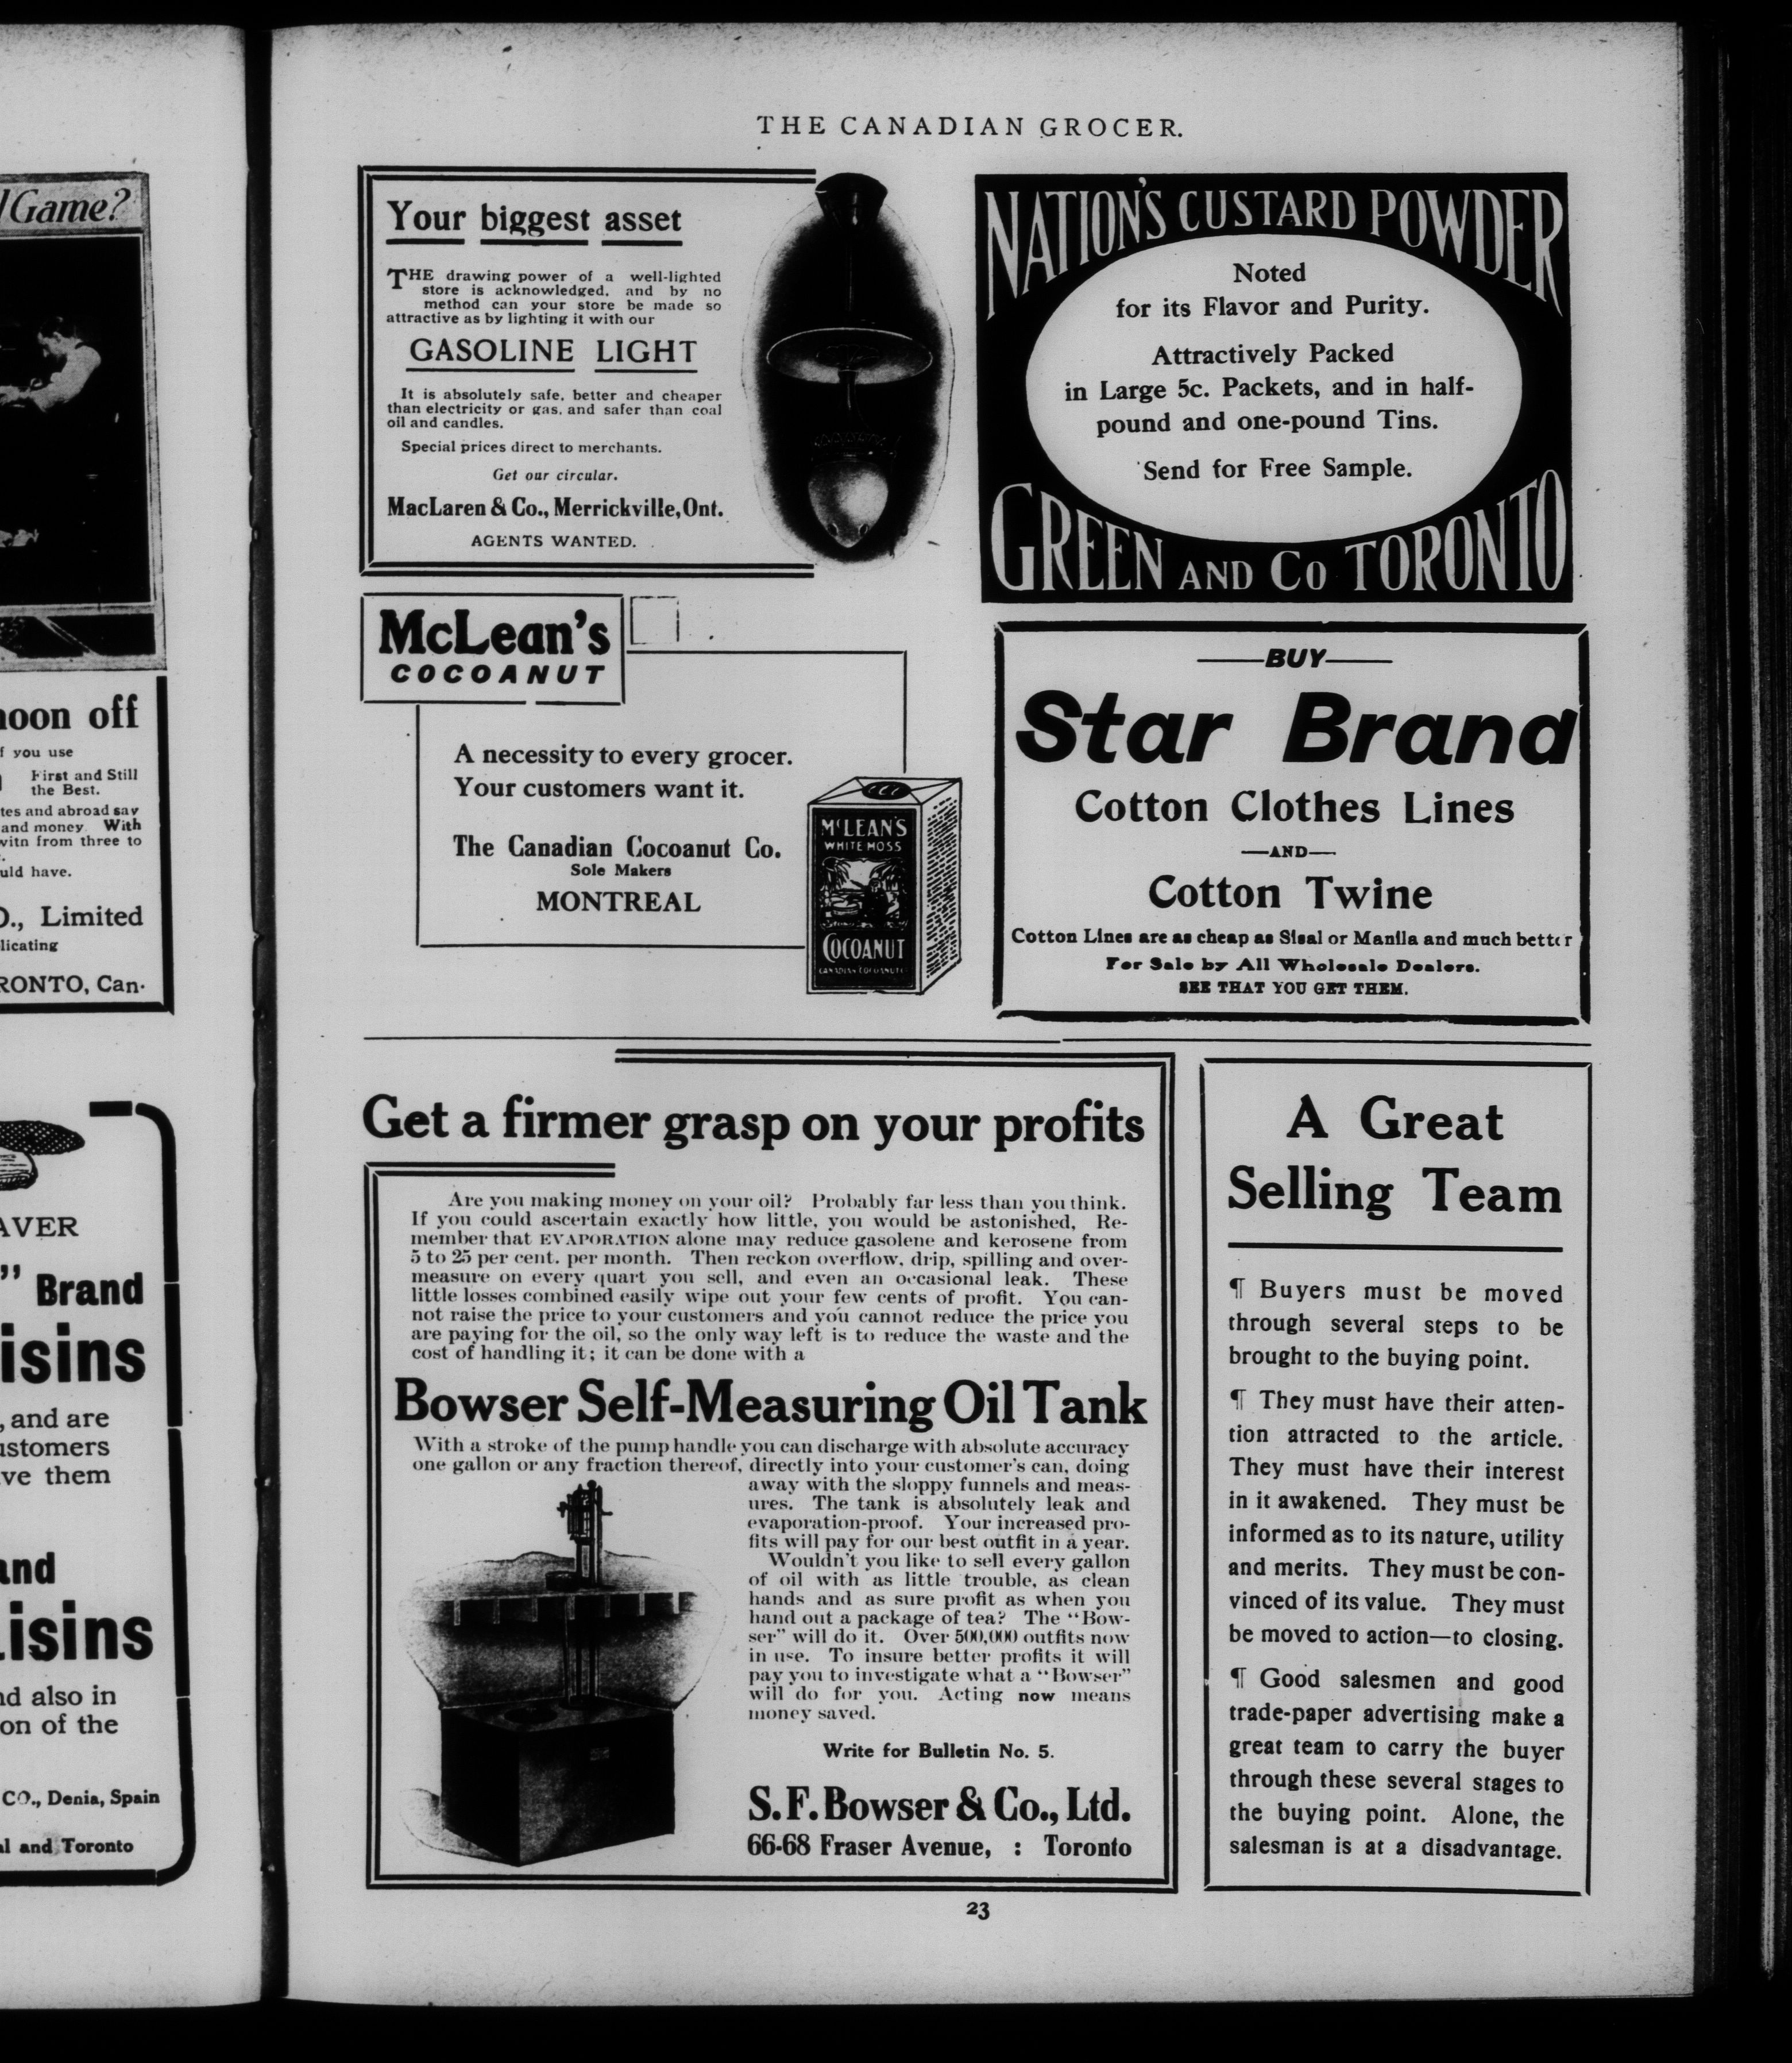 l Game?
noon off
f you use
First and Still
the Best.
tes and abroad say
and money. With
witn from three to
uld have.
O., Limited
licating
RONTO, Can.
AVER
" Brand
isins
, and are
ustomers
ve them
and
isins
nd also in
on of the
CO., Denia, Spain
al and Toronto
THE CANADIAN GROCER.
Your biggest asset
THE drawing power of a well-lighted
store is acknowledged, and by no
method can your store be made so
attractive as by lighting it with our
GASOLINE LIGHT
It is absolutely safe, better and cheaper
than electricity or gas, and safer than coal
oil and candles.
Special prices direct to merchants.
Get our circular.
MacLaren & Co., Merrickville, Ont.
AGENTS WANTED.
NATION'S CUSTARD POWDER
Noted
for its Flavor and Purity.
Attractively Packed
in Large 5c. Packets, and in half-
pound and one-pound Tins.
Send for Free Sample.
GREEN AND Co TORONTO
McLean's
COCOANUT
A necessity to every grocer.
Your customers want it.
The Canadian Cocoanut Co.
Sole Makers
MONTREAL
McLEAN'S
WHITE MOSS
COCOANUT
BUY
Star Brand
Cotton Clothes Lines
—AND—
Cotton Twine
Cotton Lines are as cheap as Sisal or Manila and much better
For Sale by All Wholesale Dealers.
SEE THAT YOU GET THEM.
Get a firmer grasp on your profits
Are you making money on your oil? Probably far less than you think.
If you could ascertain exactly how little, you would be astonished, Re-
member that EVAPORATION alone may reduce gasolene and kerosene from
5 to 25 per cent. per month. Then reckon overflow, drip, spilling and over-
measure on every quart you sell, and even an occasional leak. These
little losses combined easily wipe out your few cents of profit. You can-
not raise the price to your customers and you cannot reduce the price you
are paying for the oil, so the only way left is to reduce the waste and the
cost of handling it; it can be done with a
Bowser Self-Measuring Oil Tank
With a stroke of the pump handle you can discharge with absolute accuracy
one gallon or any fraction thereof, directly into your customer's can, doing
away with the sloppy funnels and meas-
ures. The tank is absolutely leak and
evaporation-proof. Your increased pro-
fits will pay for our best outfit in a year.
Wouldn't you like to sell every gallon
of oil with as little trouble, as clean
hands and as sure profit as when you
hand out a package of tea? The "Bow-
ser" will do it. Over 500,000 outfits now
in use. To insure better profits it will
pay you to investigate what a "Bowser"
will do for you. Acting now means
money saved.
Write for Bulletin No. 5.
S. F. Bowser & Co., Ltd.
66-68 Fraser Avenue, : Toronto
A Great
Selling Team
¶ Buyers must be moved
through several steps to be
brought to the buying point.
¶ They must have their atten-
tion attracted to the article.
They must have their interest
in it awakened. They must be
informed as to its nature, utility
and merits. They must be con-
vinced of its value. They must
be moved to action—to closing.
¶ Good salesmen and good
trade-paper advertising make a
great team to carry the buyer
through these several stages to
the buying point. Alone, the
salesman is at a disadvantage.
23